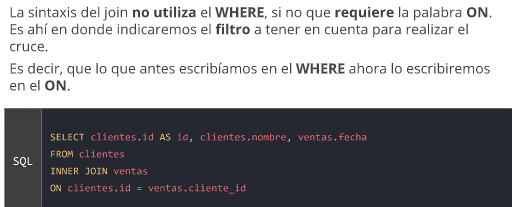 La sintaxis del join no utiliza el WHERE, si no que requiere la palabra ON.
Es ahí en donde indicaremos el filtro a tener en cuenta para realizar el
cruce.
Es decir, que lo que antes escribíamos en el WHERE ahora lo escribiremos
en el ON.
SQL
SELECT clientes.id AS id, clientes.nombre, ventas.fecha
FROM clientes
INNER JOIN ventas
ON clientes.id = ventas.cliente_id